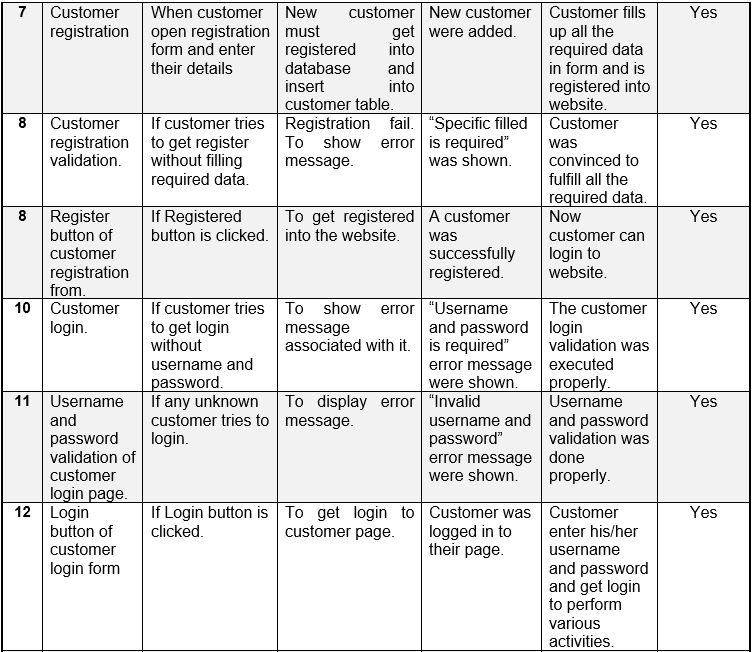 7
Customer
registration
When customer
open registration
form and enter
their details
New customer
must get
registered into
database and
insert into
customer table.
New customer
were added.
Customer fills
up all the
required data
in form and is
registered into
website.
Yes
8
Customer
registration
validation.
If customer tries
to get register
without filling
required data.
Registration fail.
To show error
message.
“Specific filled
is required”
was shown.
Customer
was
convinced to
fulfill all the
required data.
Yes
8
Register
button of
customer
registration
from.
If Registered
button is clicked.
To get registered
into the website.
A customer
was
successfully
registered.
Now
customer can
login to
website.
Yes
10
Customer
login.
If customer tries
to get login
without
username and
password.
To show error
message
associated with it.
“Username
and password
is required”
error message
were shown.
The customer
login
validation was
executed
properly.
Yes
11
Username
and
password
validation of
customer
login page.
If any unknown
customer tries to
login.
To display error
message.
“Invalid
username and
password”
error message
were shown.
Username
and password
validation was
done
properly.
Yes
12
Login
button of
customer
login form
If Login button is
clicked.
To get login to
customer page.
Customer was
logged in to
their page.
Customer
enter his/her
username
and password
and get login
to perform
various
activities.
Yes